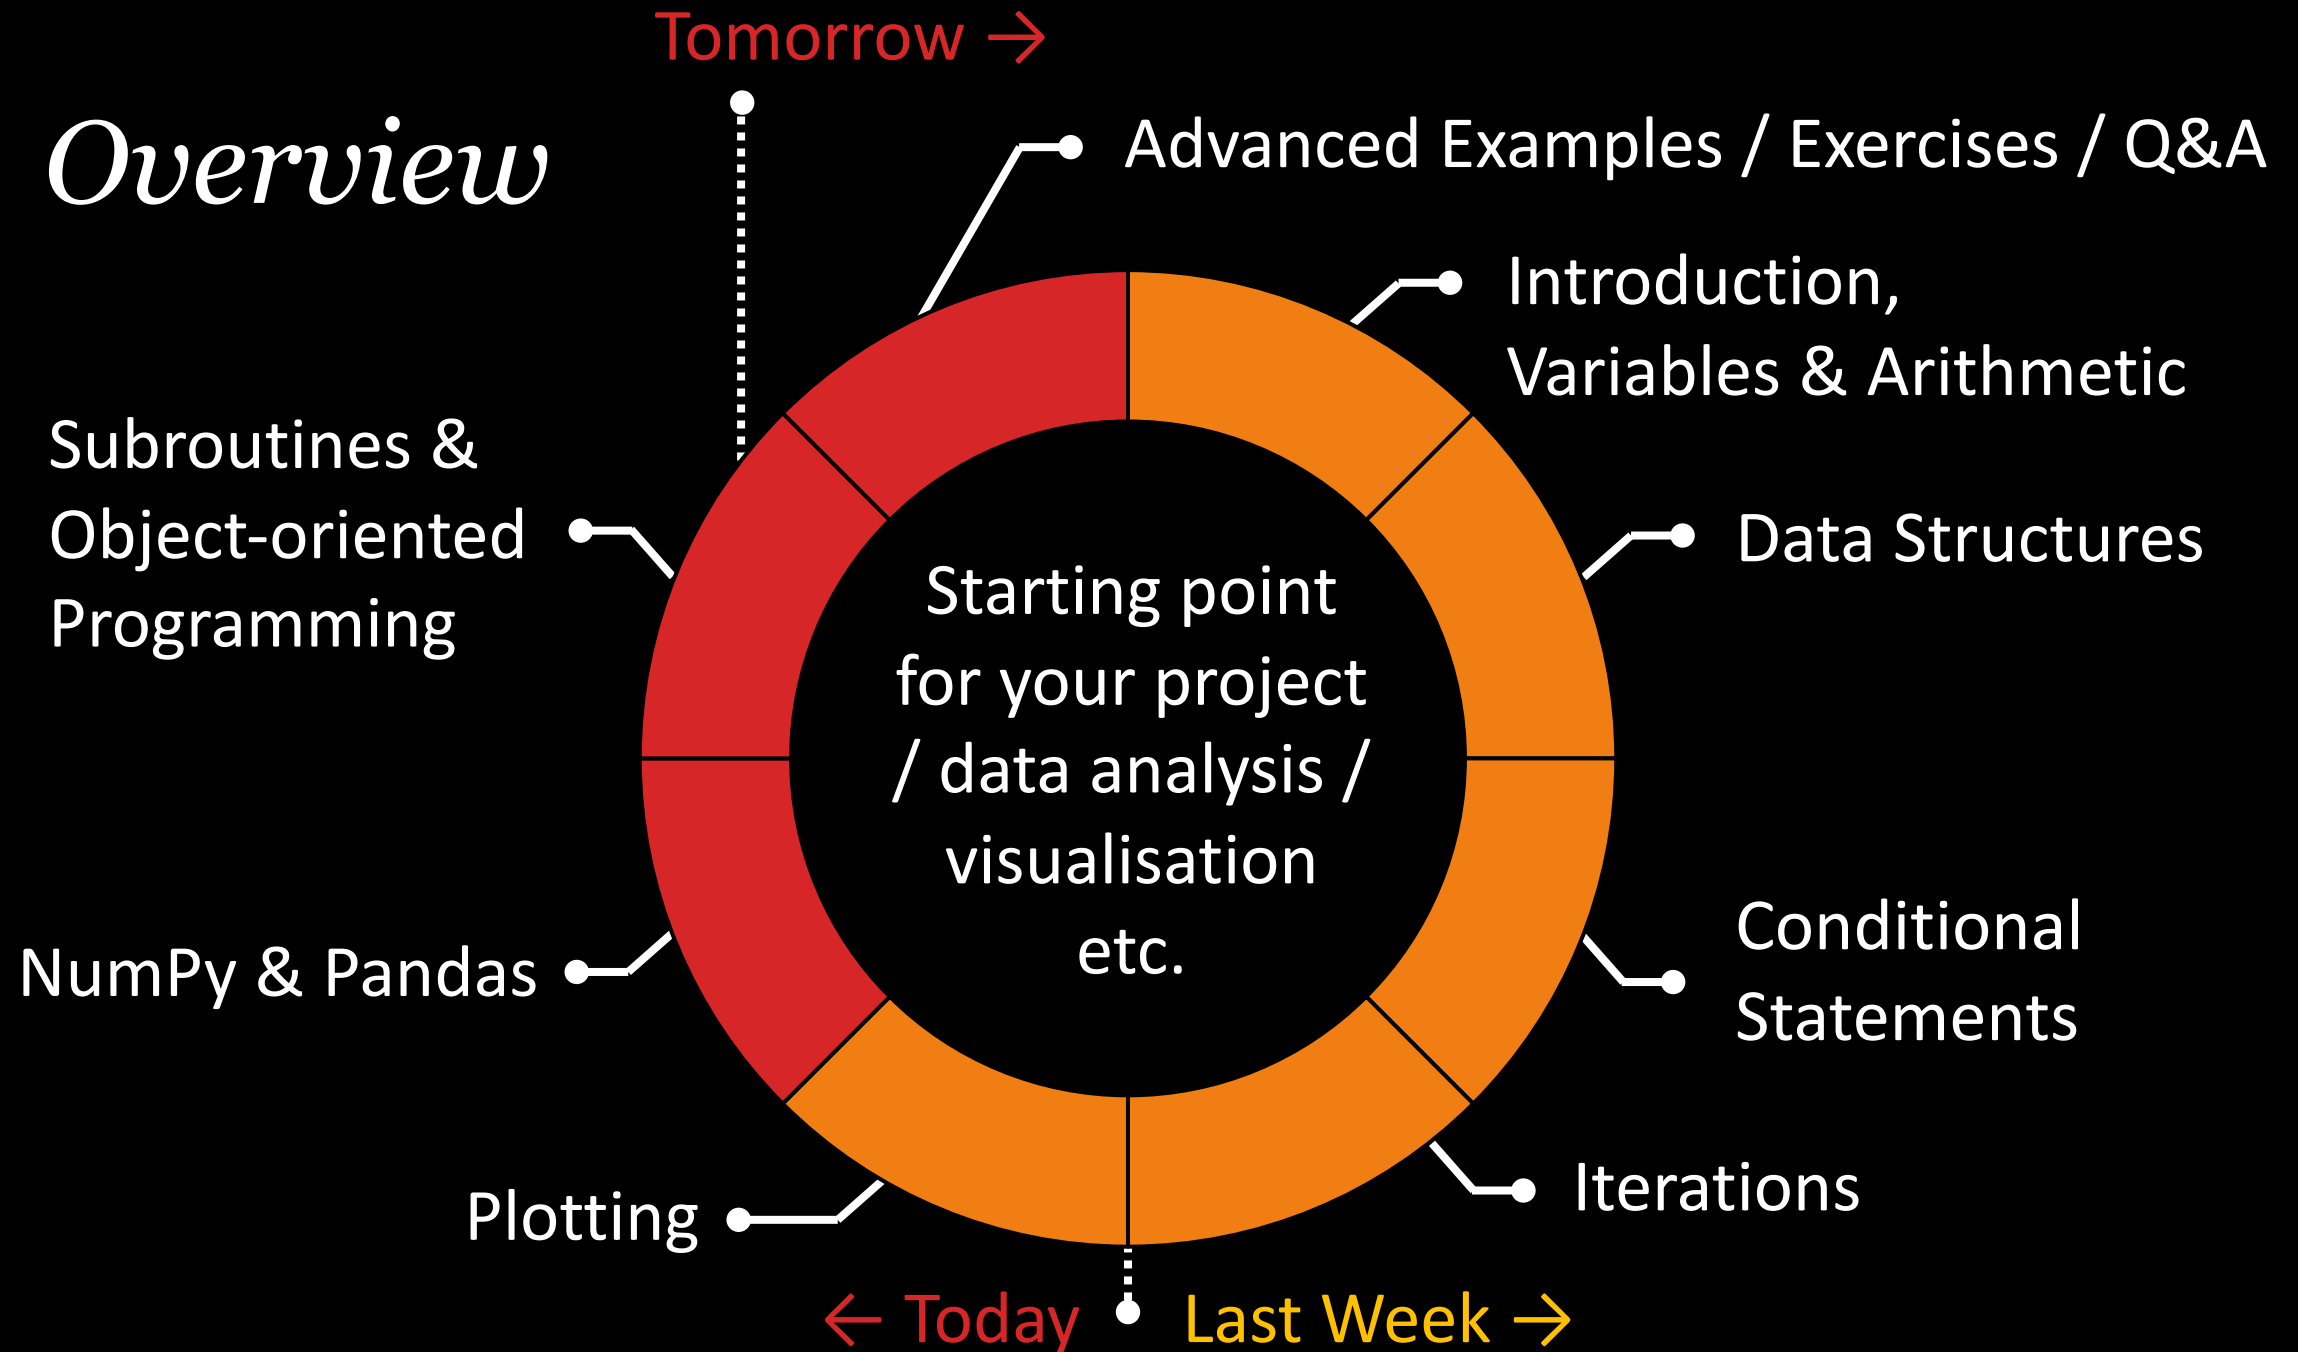 Tomorrow →
Overview
Advanced Examples / Exercises / Q&A
Introduction,
Variables & Arithmetic
Data Structures
Conditional
Statements
Iterations
Last Week →
← Today
Plotting
NumPy & Pandas
Subroutines &
Object-oriented
Programming
Starting point
for your project
/ data analysis /
visualisation
etc.